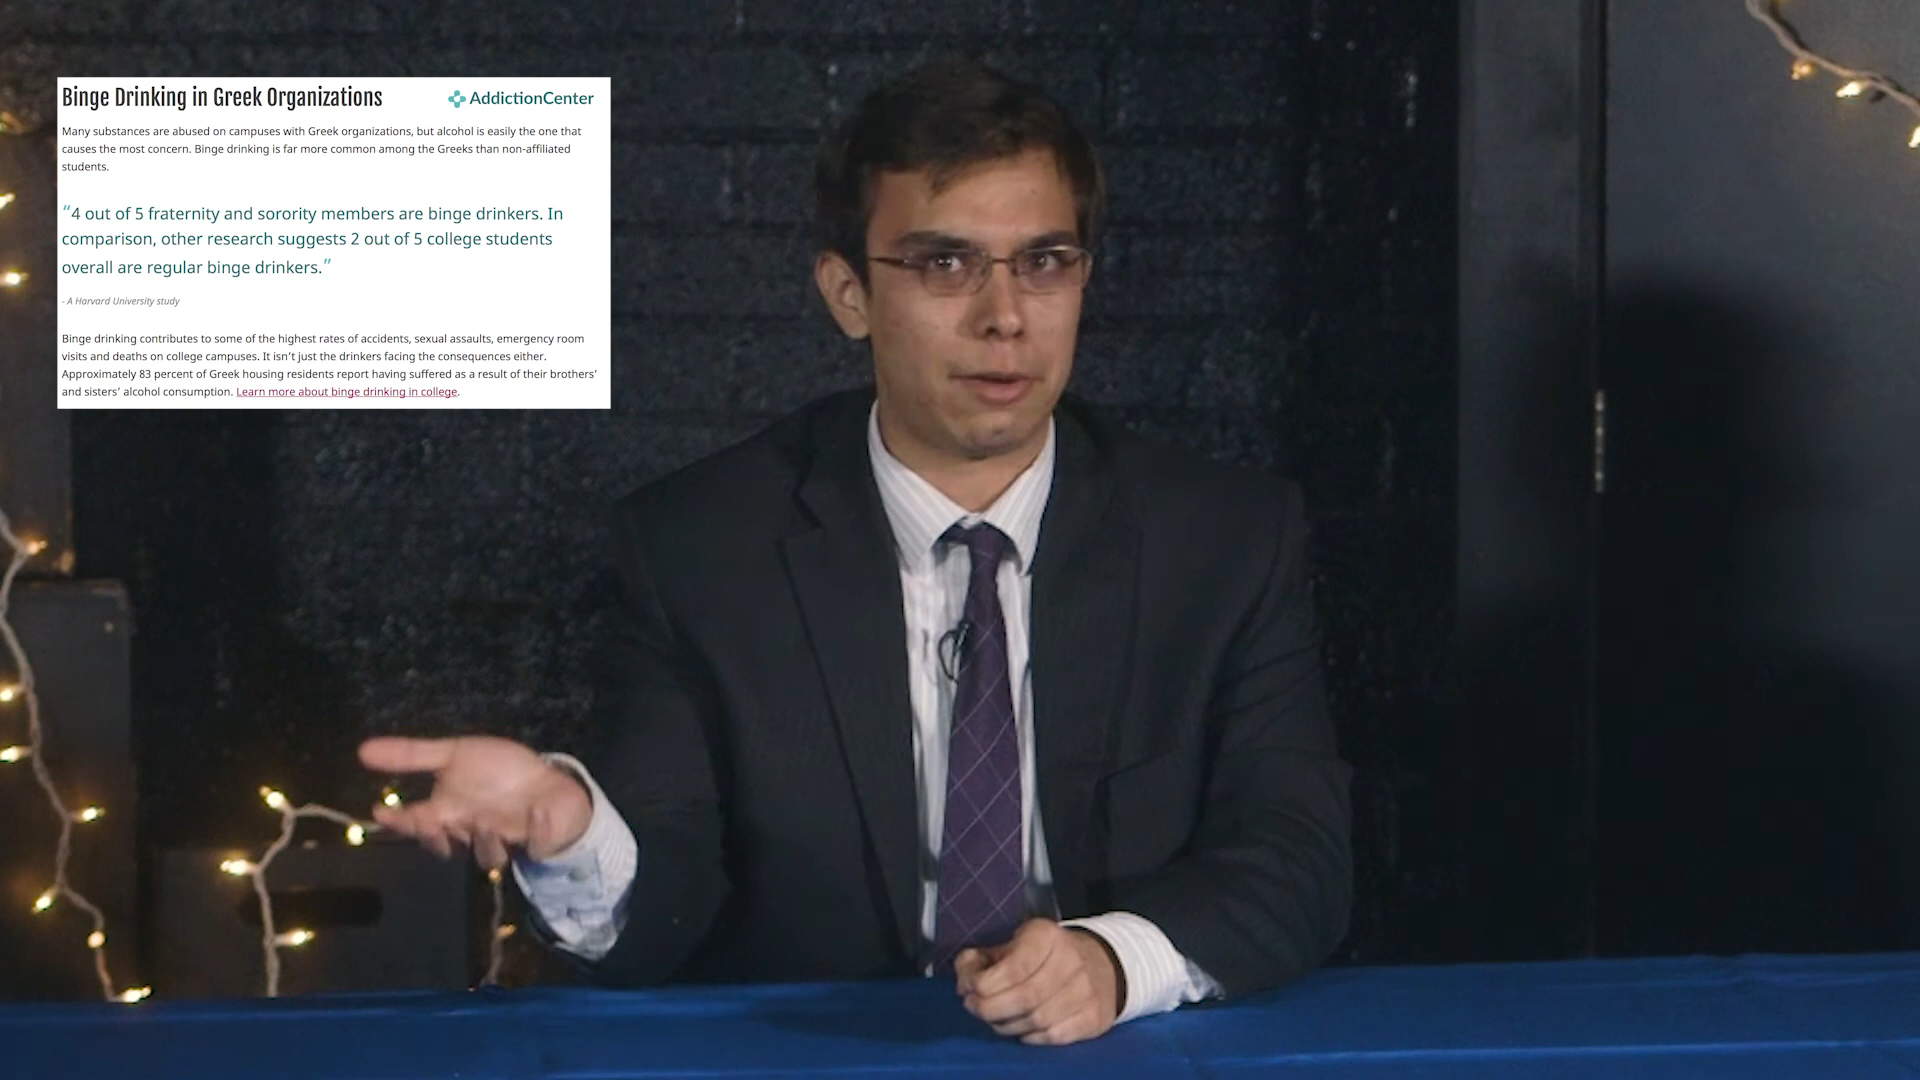 Binge Drinking in Greek Organizations
AddictionCenter
Many substances are abused on campuses with Greek organizations, but alcohol is easily the one that
causes the most concern. Binge drinking is far more common among the Greeks than non-affiliated
students.
“4 out of 5 fraternity and sorority members are binge drinkers. In
comparison, other research suggests 2 out of 5 college students
overall are regular binge drinkers.”
- A Harvard University study
Binge drinking contributes to some of the highest rates of accidents, sexual assaults, emergency room
visits and deaths on college campuses. It isn’t just the drinkers facing the consequences either.
Approximately 83 percent of Greek housing residents report having suffered as a result of their brothers’
and sisters’ alcohol consumption. Learn more about binge drinking in college.